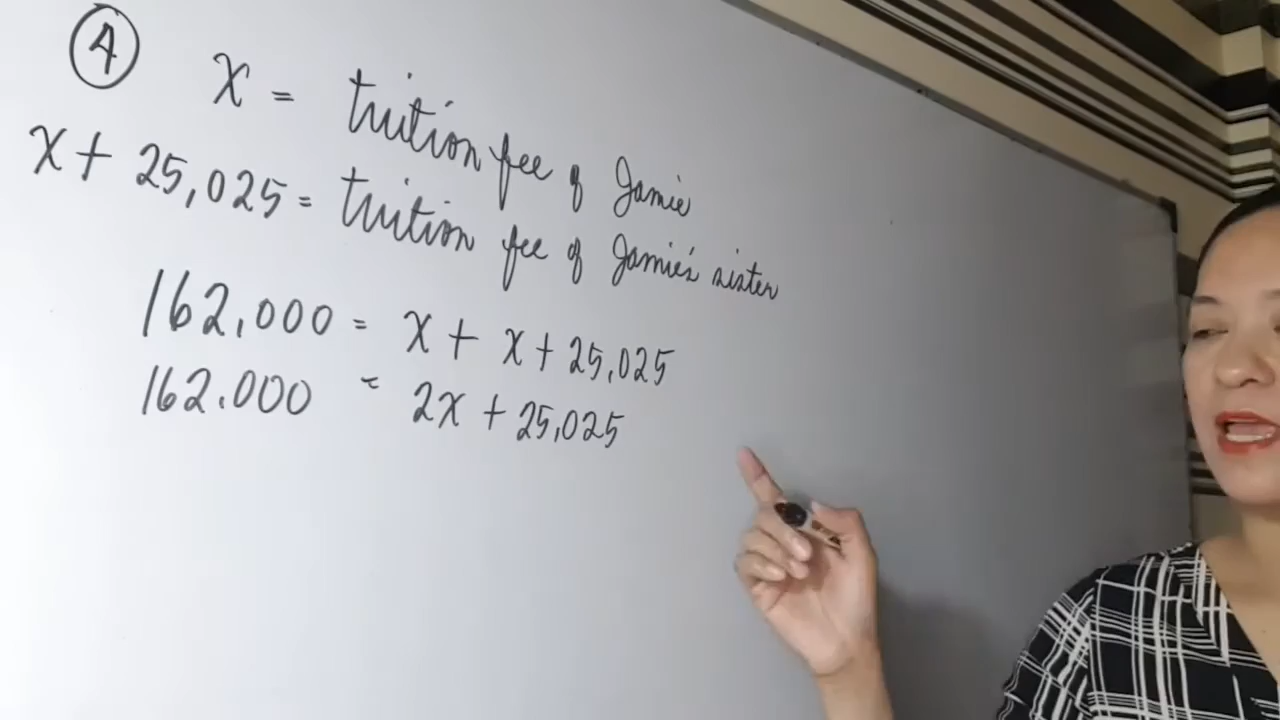 4
x = tuition fee of Jamie
x + 25,025 = tuition fee of Jamie's sister
162,000 = x + x + 25,025
162.000 = 2x + 25,025